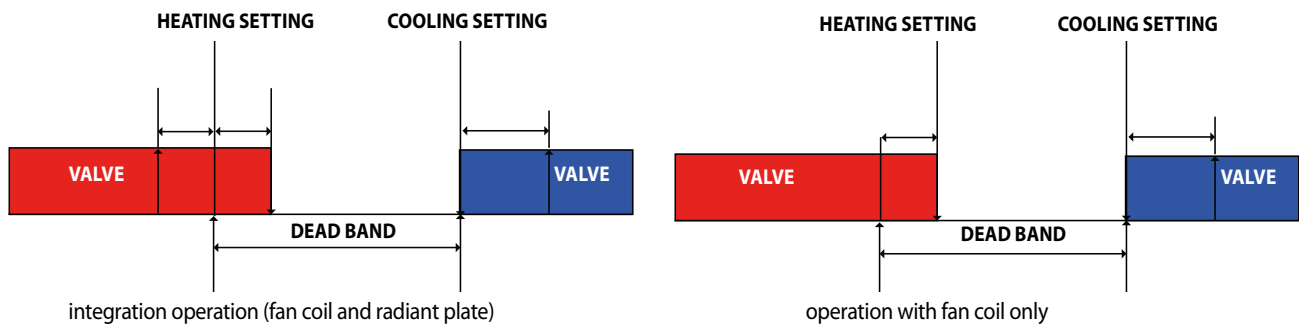 HEATING SETTING
COOLING SETTING
VALVE
VALVE
DEAD BAND
integration operation (fan coil and radiant plate)
HEATING SETTING
COOLING SETTING
VALVE
VALVE
DEAD BAND
operation with fan coil only